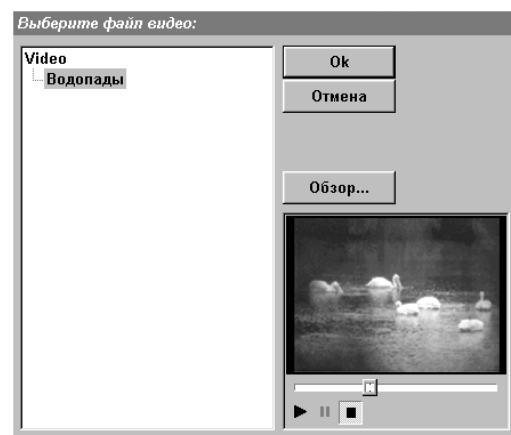 Выберите файл видео:
Video
Водопады
Ok
Отмена
Обзор...